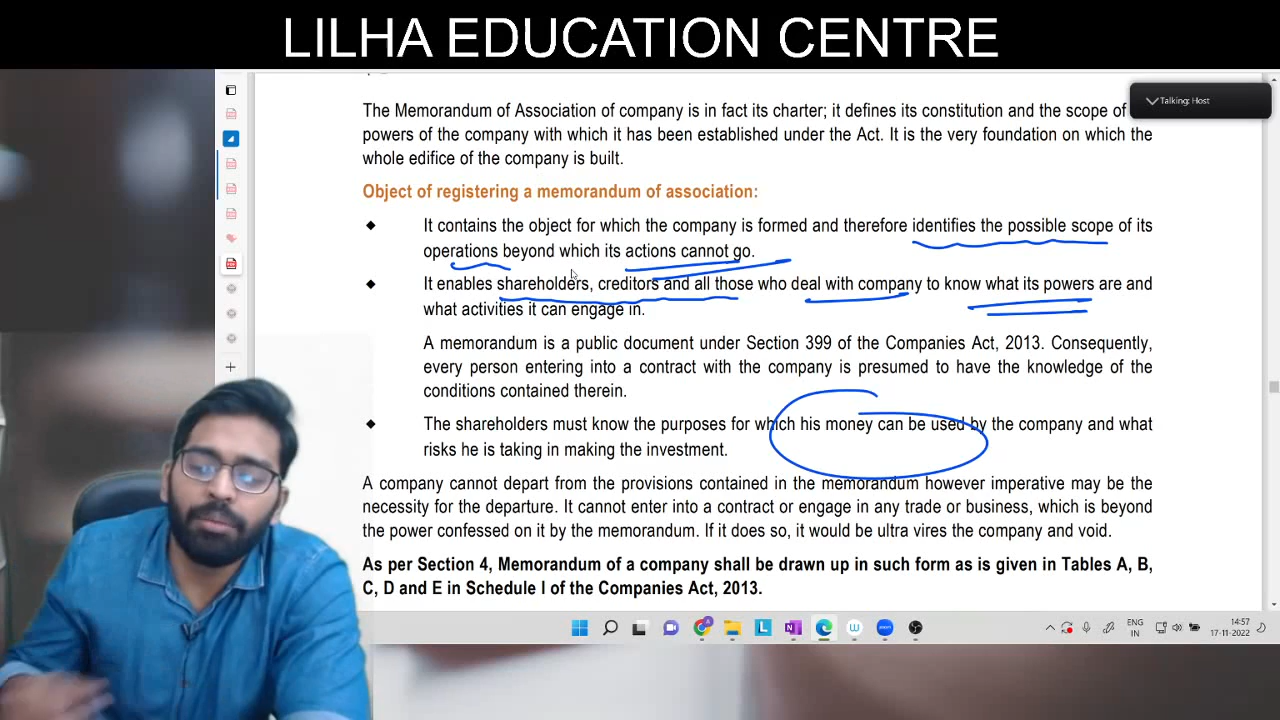 LILHA EDUCATION CENTRE
Talking: Host
The Memorandum of Association of company is in fact its charter; it defines its constitution and the scope of
powers of the company with which it has been established under the Act. It is the very foundation on which the
whole edifice of the company is built.
Object of registering a memorandum of association:
It contains the object for which the company is formed and therefore identifies the possible scope of its
operations beyond which its actions cannot go.
It enables shareholders, creditors and all those who deal with company to know what its powers are and
what activities it can engage in.
A memorandum is a public document under Section 399 of the Companies Act, 2013. Consequently,
every person entering into a contract with the company is presumed to have the knowledge of the
conditions contained therein.
The shareholders must know the purposes for which his money can be used by the company and what
risks he is taking in making the investment.
A company cannot depart from the provisions contained in the memorandum however imperative may be the
necessity for the departure. It cannot enter into a contract or engage in any trade or business, which is beyond
the power confessed on it by the memorandum. If it does so, it would be ultra vires the company and void.
As per Section 4, Memorandum of a company shall be drawn up in such form as is given in Tables A, B,
C, D and E in Schedule I of the Companies Act, 2013.
ENG
IN
14:57
17-11-2022